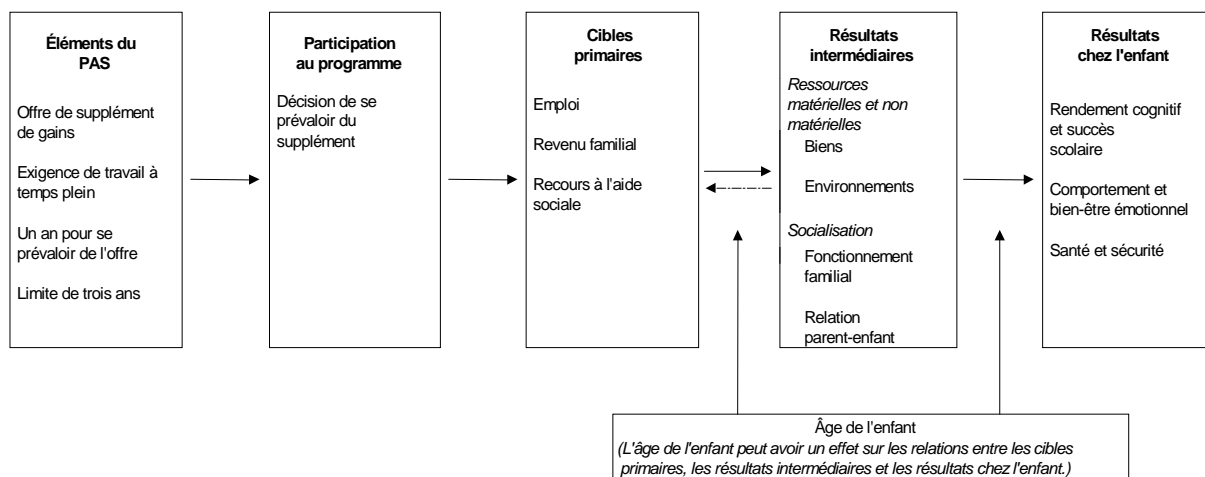 Éléments du
PAS
Offre de supplément
de gains
Exigence de travail à
temps plein
Un an pour se
prévaloir de l'offre
Limite de trois ans
Participation
au programme
Décision de se
prévaloir du
supplément
Cibles
primaires
Emploi
Revenu familial
Recours à l'aide
sociale
Résultats
intermédiaires
Ressources
matérielles et non
matérielles
Biens
Environnements
Socialisation
Fonctionnement
familial
Relation
parent-enfant
Résultats
chez l'enfant
Rendement cognitif
et succès
scolaire
Comportement et
bien-être émotionnel
Santé et sécurité
Âge de l'enfant
(L'âge de l'enfant peut avoir un effet sur les relations entre les cibles
primaires, les résultats intermédiaires et les résultats chez l'enfant.)